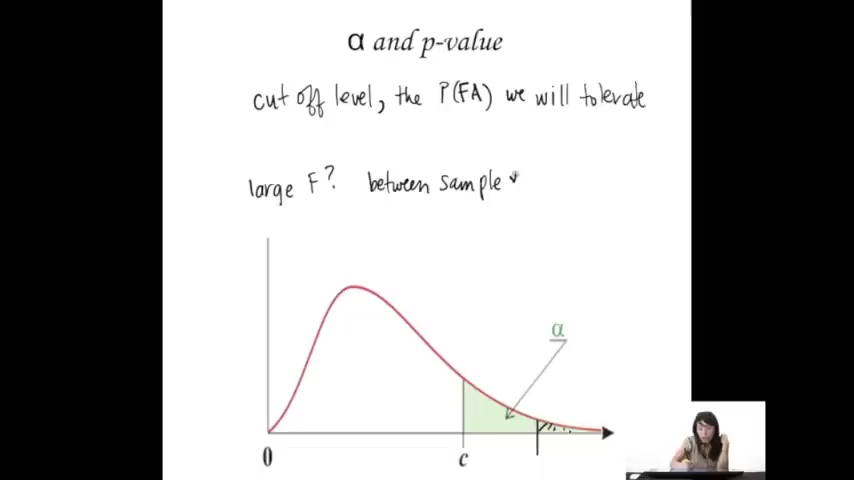 α and p-value
cut off level, the P(FA) we will tolerate
large F? between sample
α
0 c